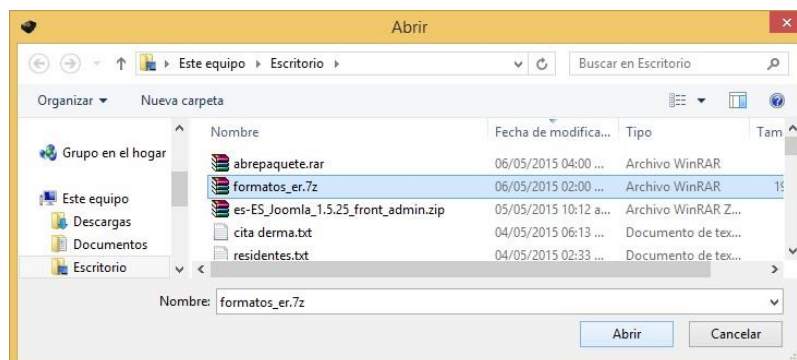 Abrir
Este equipo Escritorio
Buscar en Escritorio
Organizar Nueva carpeta
Nombre Fecha de modifica... Tipo Tam
Grupo en el hogar
Este equipo
Descargas
Documentos
Escritorio
abrepaquete.rar 06/05/2015 04:00 ... Archivo WinRAR
formatos_er.7z 06/05/2015 02:00 ... Archivo WinRAR 19
es-ES_Joomla_1.5.25_front_admin.zip 05/05/2015 10:12 a... Archivo WinRAR Z...
cita derma.txt 04/05/2015 06:13 ... Documento de tex...
residentes.txt 04/05/2015 02:33 ... Documento de tex...
Nombre: formatos_er.7z
Abrir Cancelar